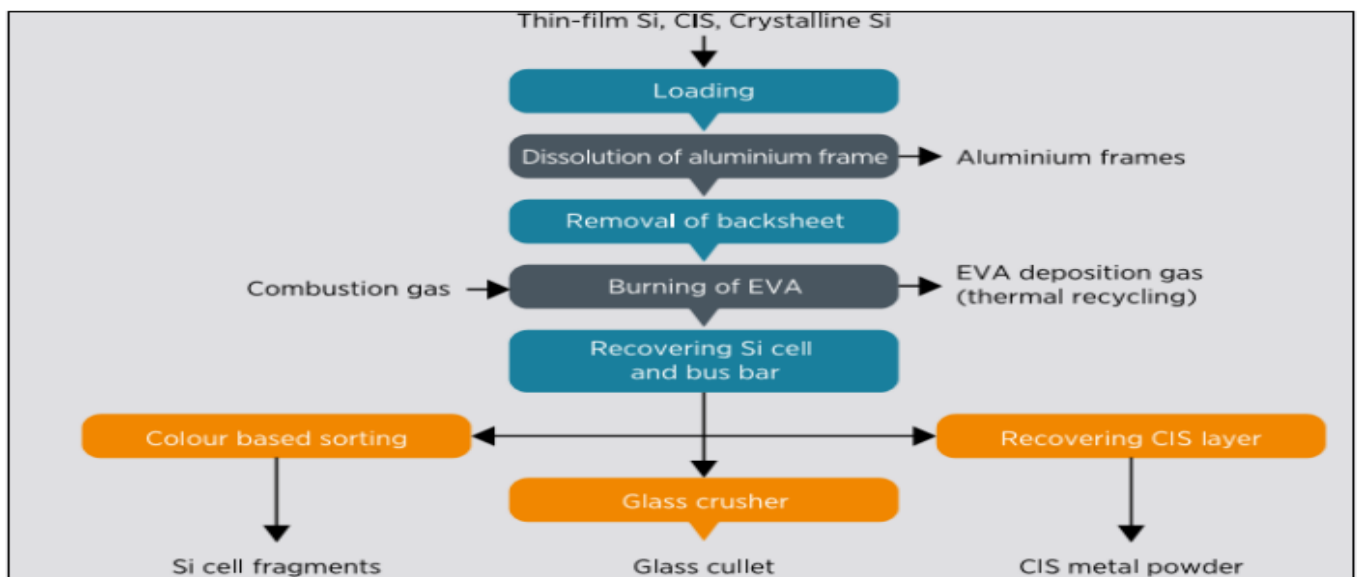 Thin-film Si, CIS, Crystalline Si
Loading
Dissolution of aluminium frame
Aluminium frames
Removal of backsheet
Combustion gas
Burning of EVA
EVA deposition gas
(thermal recycling)
Recovering Si cell
and bus bar
Colour based sorting
Recovering CIS layer
Glass crusher
Si cell fragments
Glass cullet
CIS metal powder